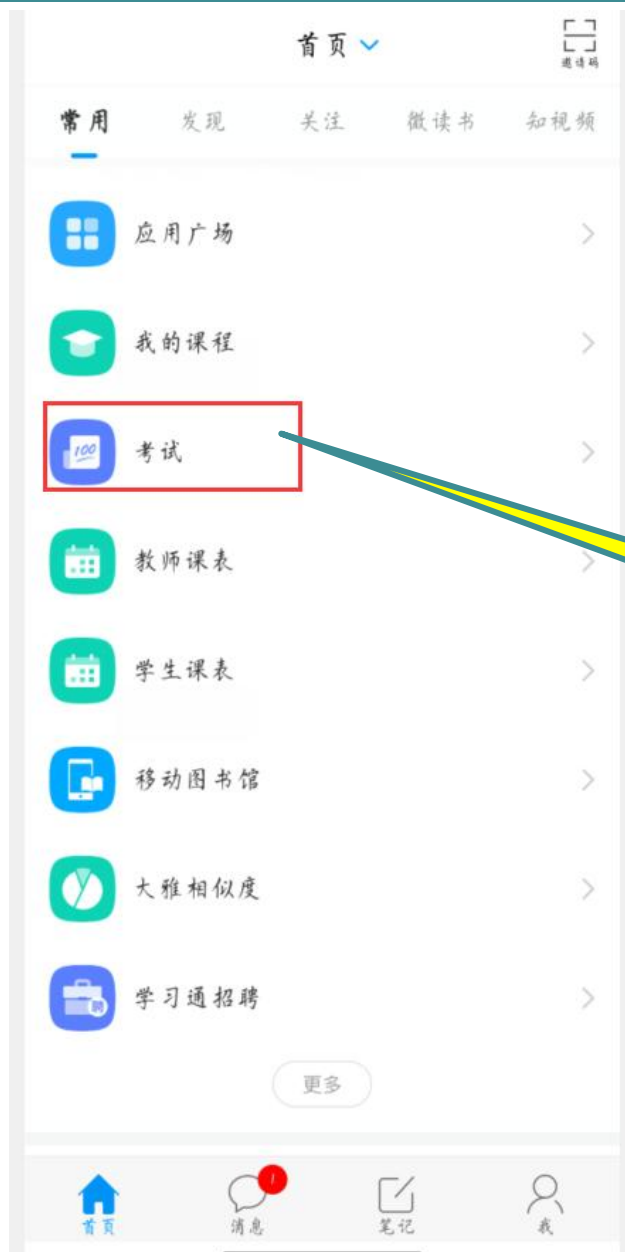 首页
邀请码
常用 发现 关注 微读书 知视频
应用广场
我的课程
100 考试
教师课表
学生课表
移动图书馆
大雅相似度
学习通招聘
更多
1
首页 消息 笔记 我